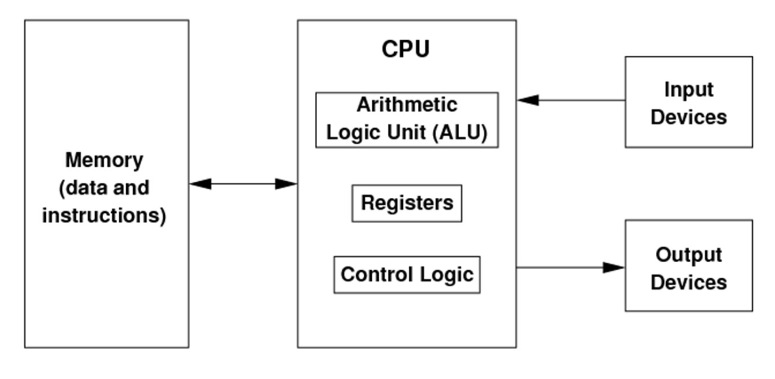 Memory
(data and
instructions)
CPU
Arithmetic
Logic Unit (ALU)
Registers
Control Logic
Input
Devices
Output
Devices